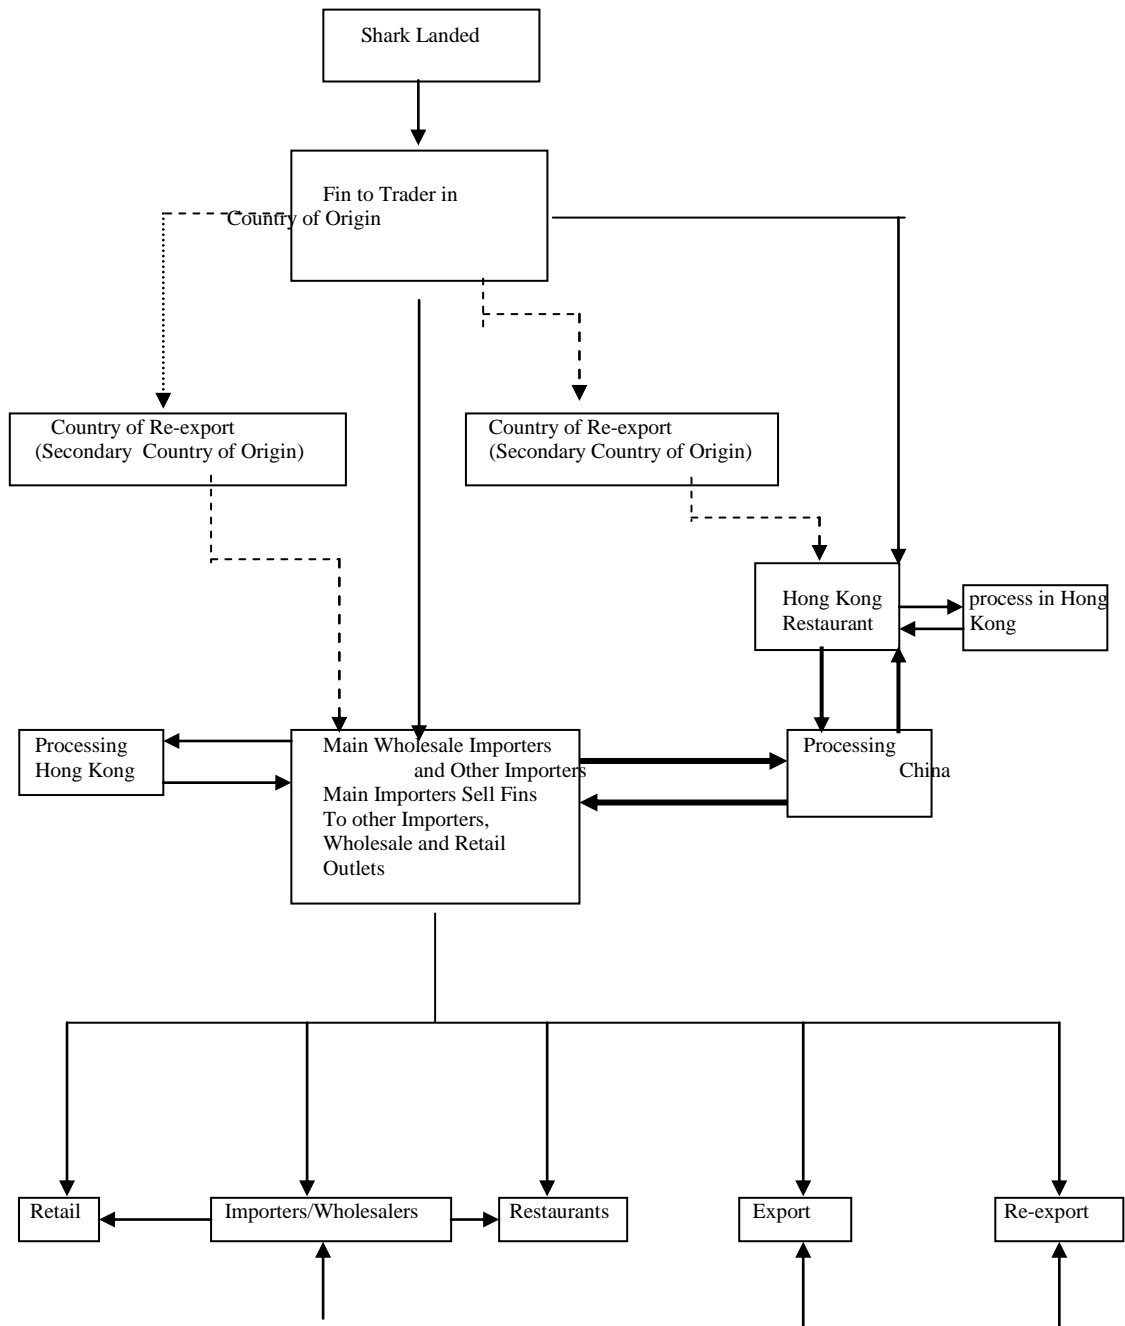 Shark Landed
Fin to Trader in
Country of Origin
Country of Re-export
(Secondary Country of Origin)
Country of Re-export
(Secondary Country of Origin)
Hong Kong
Restaurant
process in Hong
Kong
Processing
Hong Kong
Main Wholesale Importers
and Other Importers
Main Importers Sell Fins
To other Importers,
Wholesale and Retail
Outlets
Processing
China
Retail
Importers/Wholesalers
Restaurants
Export
Re-export